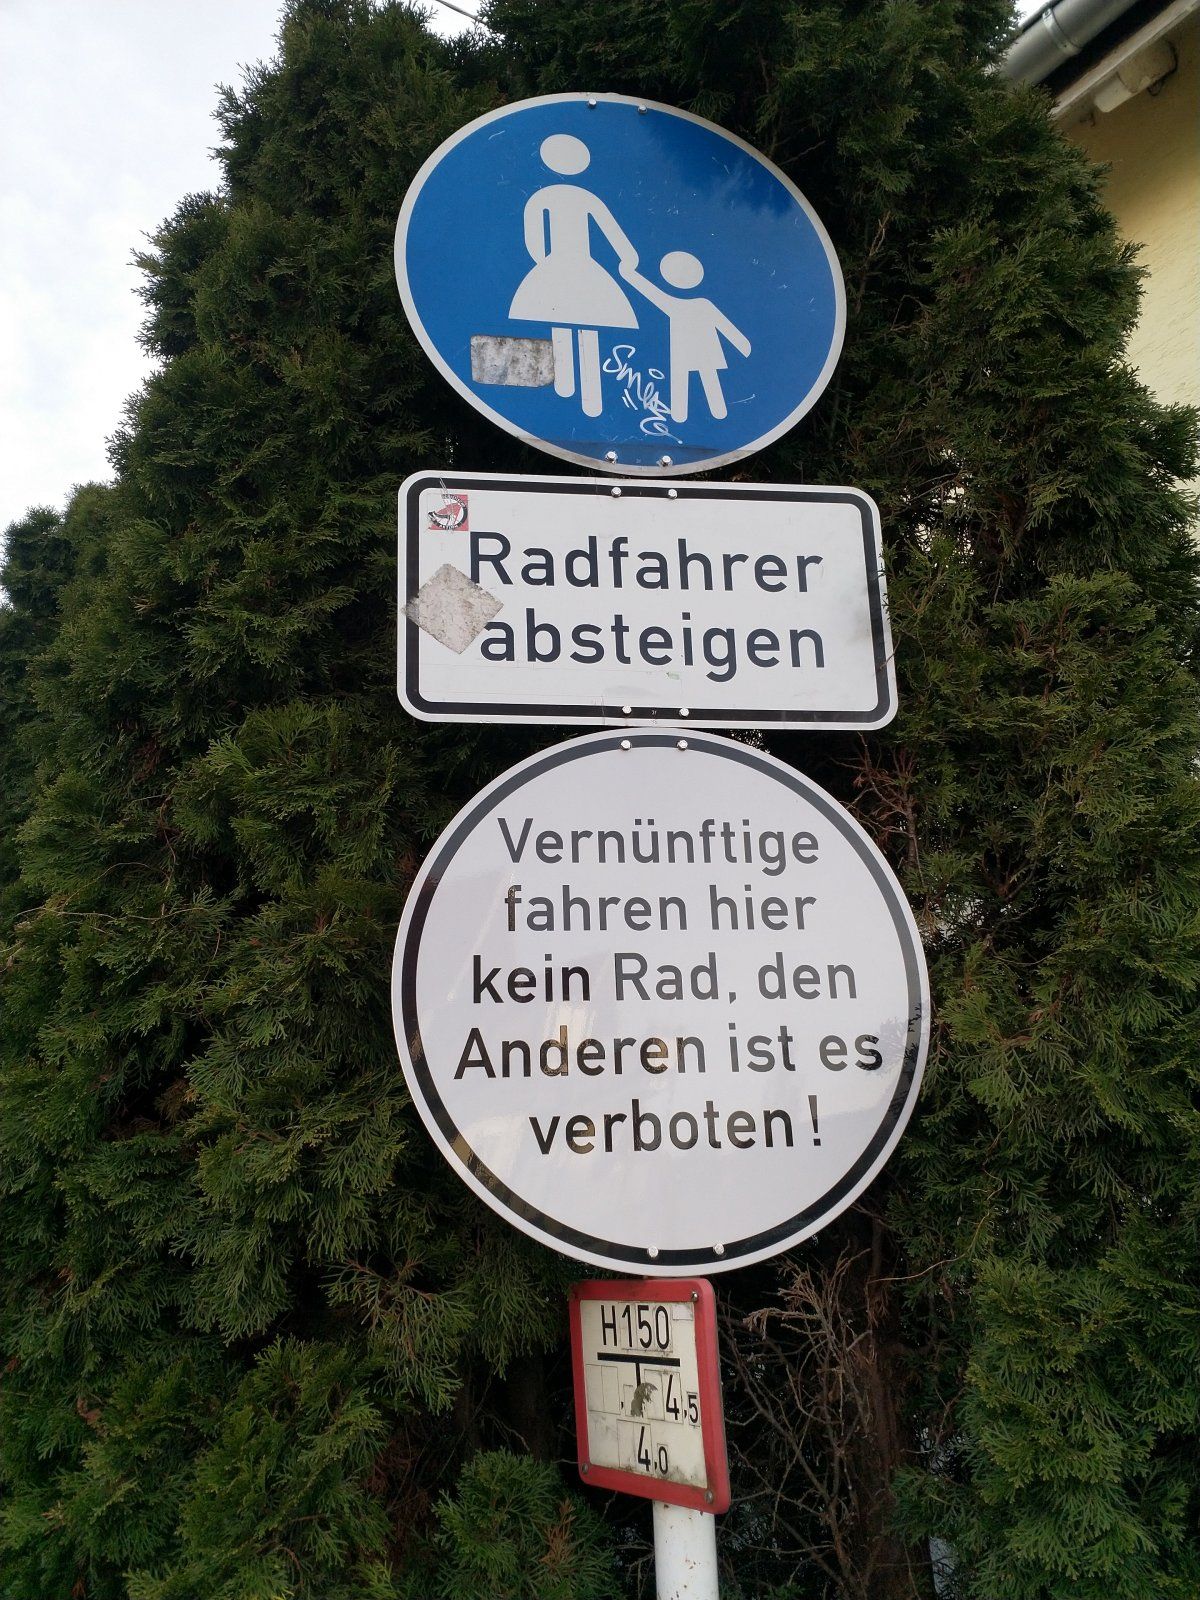 Radfahrer
absteigen
Vernünftige
fahren hier
kein Rad, den
Anderen ist es
verboten!
H150
4,5
4,0